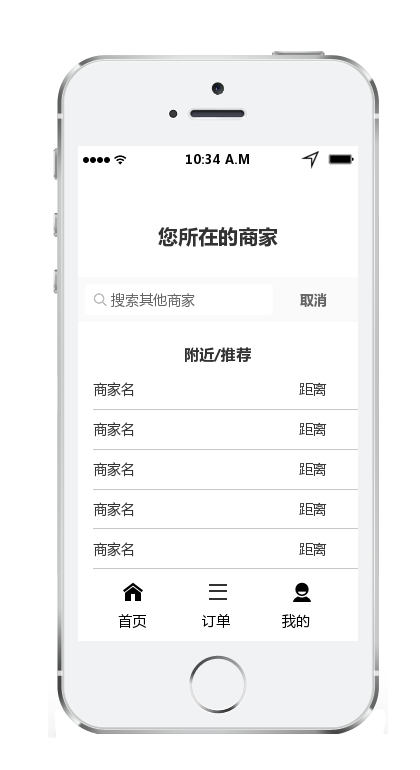 10:34 A.M
您所在的商家
搜索其他商家 取消
附近/推荐
商家名 距离
商家名 距离
商家名 距离
商家名 距离
商家名 距离
首页 订单 我的